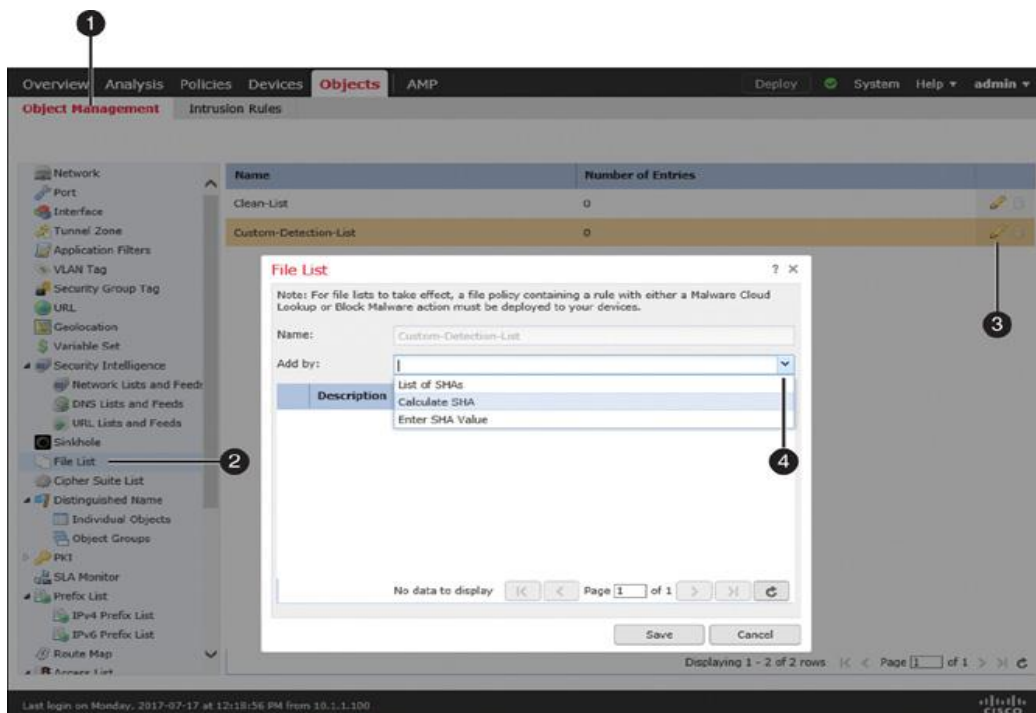 1
Overview Analysis Policies Devices Objects AMP Deploy System Help admin
Object Management Intrusion Rules
Network
Port
Interface
Tunnel Zone
Application Filters
VLAN Tag
Security Group Tag
URL
Geolocation
Variable Set
Security Intelligence
Network Lists and Feeds
DNS Lists and Feeds
URL Lists and Feeds
Sinkhole
File List
2
Cipher Suite List
Distinguished Name
Individual Objects
Object Groups
PKI
SLA Monitor
Prefix List
IPv4 Prefix List
IPv6 Prefix List
Route Map
Access List
Name Number of Entries
Clean-List 0
Custom-Detection-List 0
3
File List ? ×
Note: For file lists to take effect, a file policy containing a rule with either a Malware Cloud
Lookup or Block Malware action must be deployed to your devices.
Name: Custom-Detection-List
Add by:
Description
List of SHAs
Calculate SHA
Enter SHA Value
4
No data to display Page 1 of 1
Save Cancel
Displaying 1 - 2 of 2 rows Page 1 of 1
Last login on Monday, 2017-07-17 at 12:18:56 PM from 10.1.1.100
CISCO